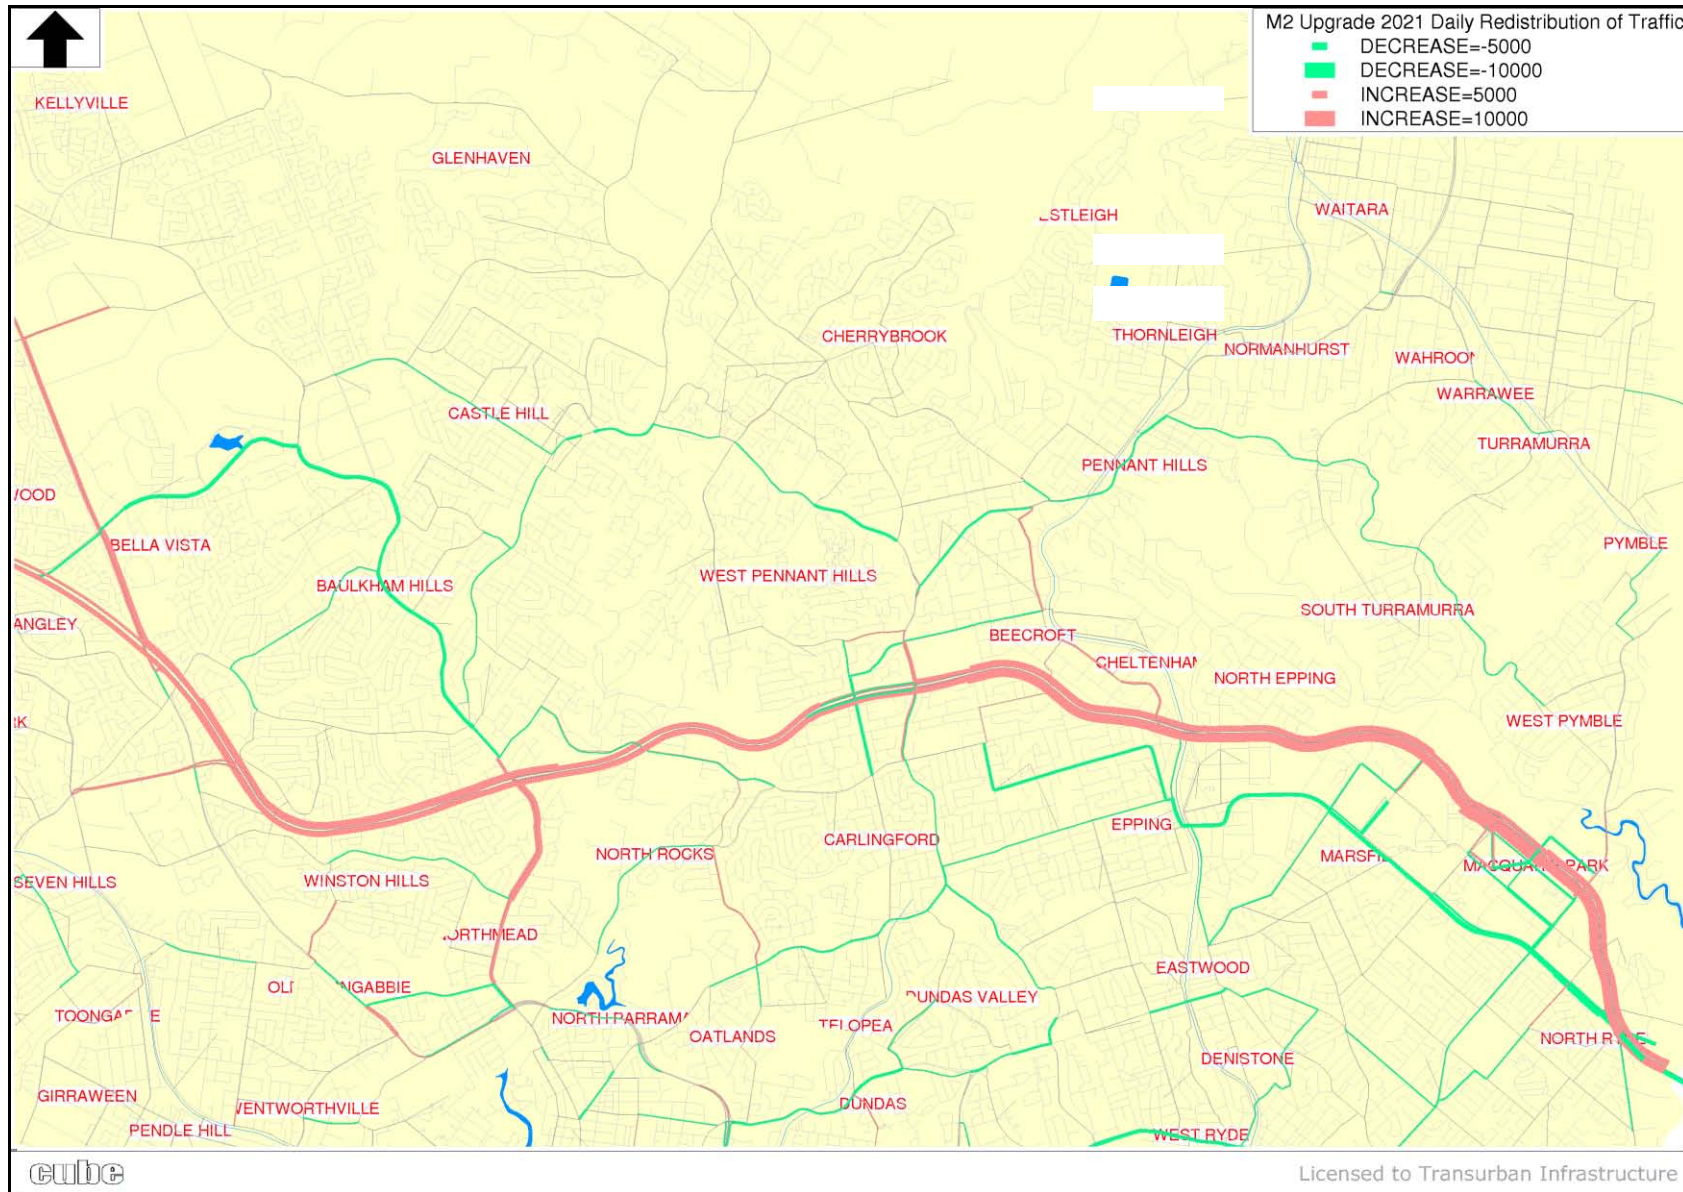 M2 Upgrade 2021 Daily Redistribution of Traffic
DECREASE=-5000
DECREASE=-10000
INCREASE=5000
INCREASE=10000
KELLYVILLE
GLENHAVEN
WAITARA
CHERRYBROOK
THORNLEIGH
NORMANHURST
WARRAWEE
CASTLE HILL
TURRAMURRA
PENNANT HILLS
BELLA VISTA
PYMBLE
WEST PENNANT HILLS
BAULKHAM HILLS
SOUTH TURRAMURRA
ANGLEY
BEECROFT
NORTH EPPING
WEST PYMBLE
EPPING
CARLINGFORD
NORTH ROCKS
SEVEN HILLS
WINSTON HILLS
EASTWOOD
OATLANDS
DENISTONE
GIRRAWEEN
DUNDAS
PENDLE HILL
WEST RYDE
cube
Licensed to Transurban Infrastructure